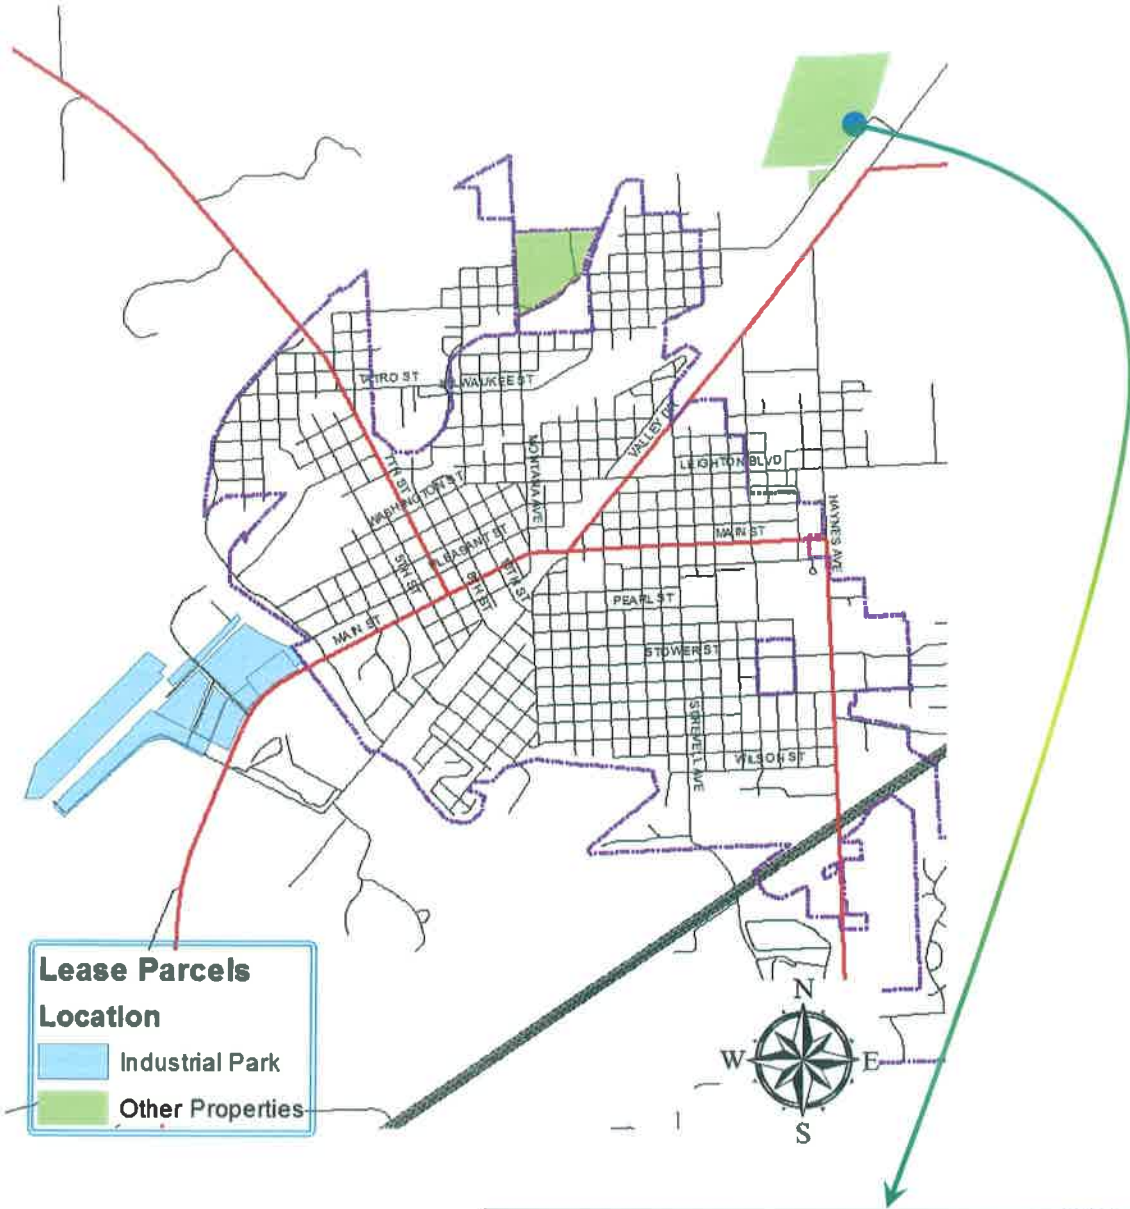 TATRO ST
MILWAUKEE ST
VALLEY DR
MONTANA AVE
7TH ST
LEIGHTON BLVD
WASHINGTON ST
HAYNES AVE
PLEASANT ST
MAIN ST
5TH ST
8TH ST
10TH ST
PEARL ST
MAIN ST
STOWER ST
STREVELL AVE
WILSON ST
Lease Parcels
Location
Industrial Park
Other Properties
N
W
E
S